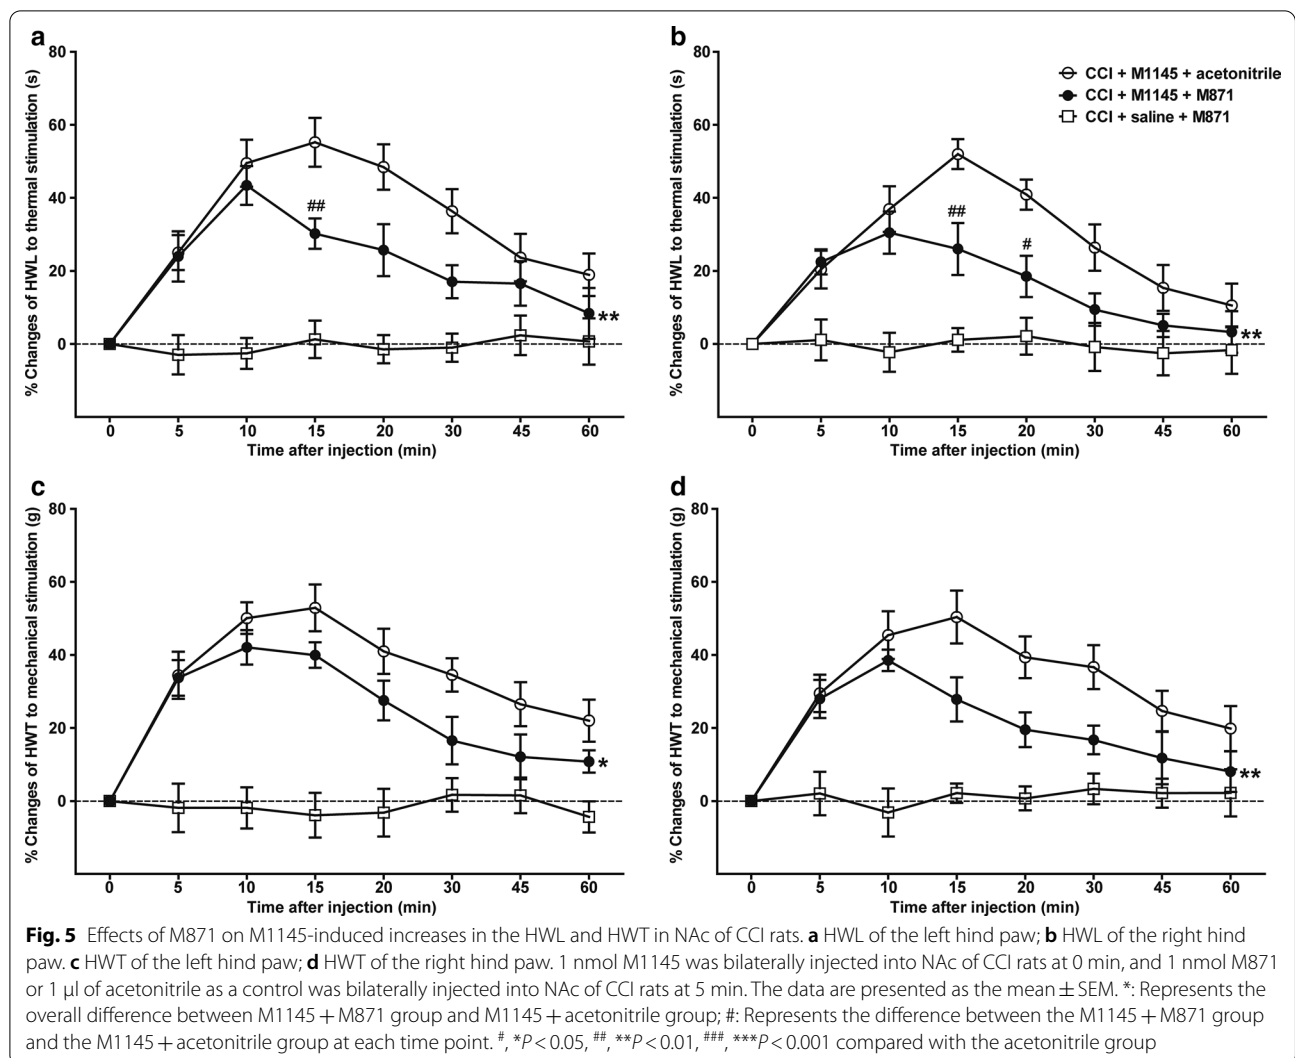 a
% Changes of HWL to thermal stimulation (s)
80
60
40
20
0
##
**
0 5 10 15 20 30 45 60
Time after injection (min)
b
% Changes of HWL to thermal stimulation (s)
80
60
40
20
0
CCI + M1145 + acetonitrile
CCI + M1145 + M871
CCI + saline + M871
##
#
**
0 5 10 15 20 30 45 60
Time after injection (min)
c
% Changes of HWT to mechanical stimulation (g)
80
60
40
20
0
*
0 5 10 15 20 30 45 60
Time after injection (min)
d
% Changes of HWT to mechanical stimulation (g)
80
60
40
20
0
**
0 5 10 15 20 30 45 60
Time after injection (min)
Fig. 5 Effects of M871 on M1145-induced increases in the HWL and HWT in NAc of CCI rats. a HWL of the left hind paw; b HWL of the right hind
paw. c HWT of the left hind paw; d HWT of the right hind paw. 1 nmol M1145 was bilaterally injected into NAc of CCI rats at 0 min, and 1 nmol M871
or 1 μl of acetonitrile as a control was bilaterally injected into NAc of CCI rats at 5 min. The data are presented as the mean ± SEM. *: Represents the
overall difference between M1145 + M871 group and M1145 + acetonitrile group; #: Represents the difference between the M1145 + M871 group
and the M1145 + acetonitrile group at each time point. #, *P < 0.05, ##, **P < 0.01, ###, ***P < 0.001 compared with the acetonitrile group